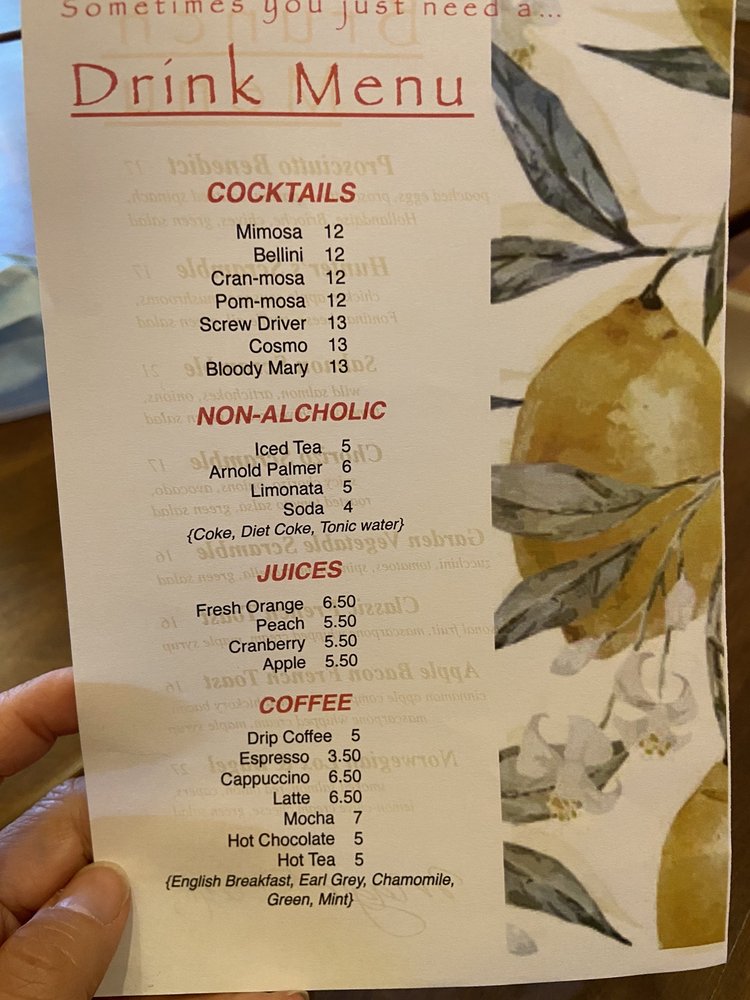 Sometimes you just need a...
Drink Menu
COCKTAILS
Mimosa 12
Bellini 12
Cran-mosa 12
Pom-mosa 12
Screw Driver 13
Cosmo 13
Bloody Mary 13
NON-ALCHOLIC
Iced Tea 5
Arnold Palmer 6
Limonata 5
Soda 4
{Coke, Diet Coke, Tonic water}
JUICES
Fresh Orange 6.50
Peach 5.50
Cranberry 5.50
Apple 5.50
COFFEE
Drip Coffee 5
Espresso 3.50
Cappuccino 6.50
Latte 6.50
Mocha 7
Hot Chocolate 5
Hot Tea 5
{English Breakfast, Earl Grey, Chamomile,
Green, Mint}